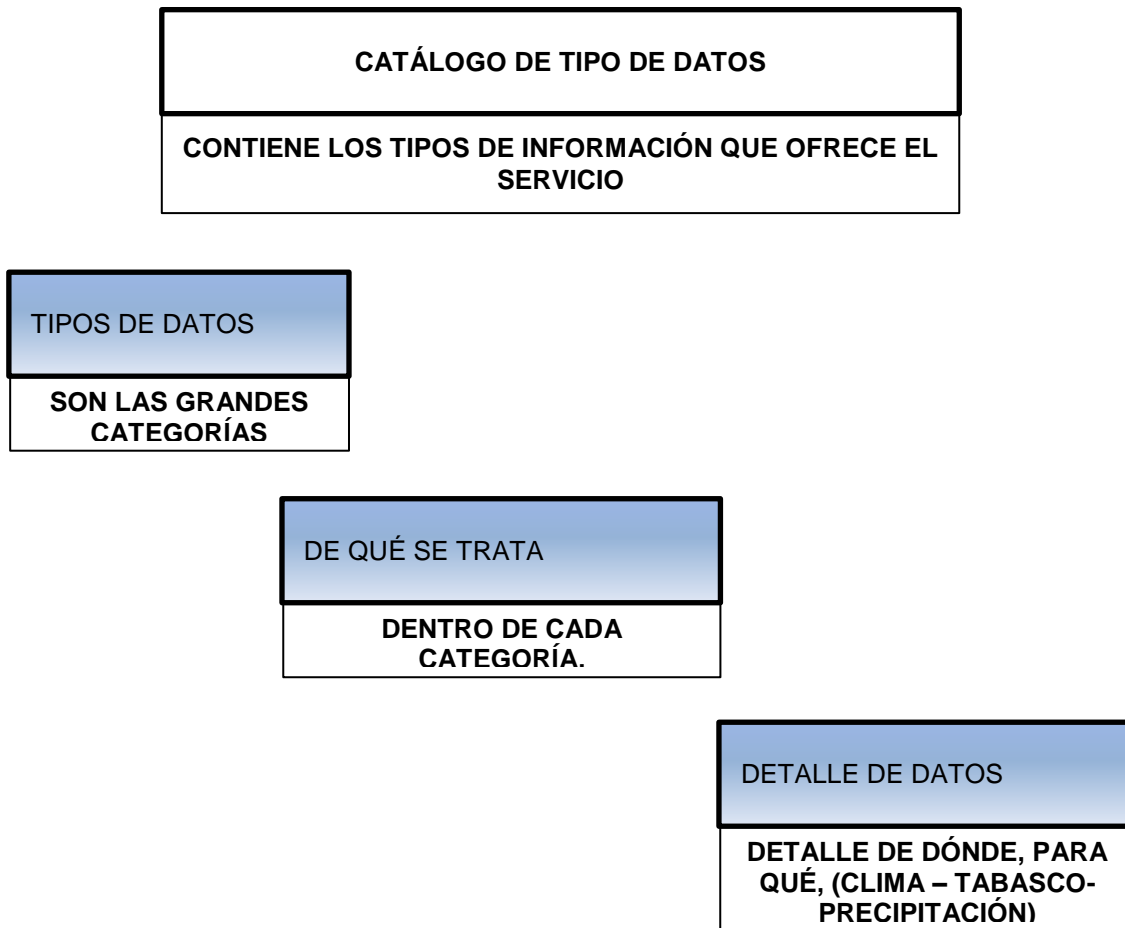 CATÁLOGO DE TIPO DE DATOS
CONTIENE LOS TIPOS DE INFORMACIÓN QUE OFRECE EL
SERVICIO
TIPOS DE DATOS
SON LAS GRANDES
CATEGORÍAS
DE QUÉ SE TRATA
DENTRO DE CADA
CATEGORÍA.
DETALLE DE DATOS
DETALLE DE DÓNDE, PARA
QUÉ, (CLIMA – TABASCO-
PRECIPITACIÓN)